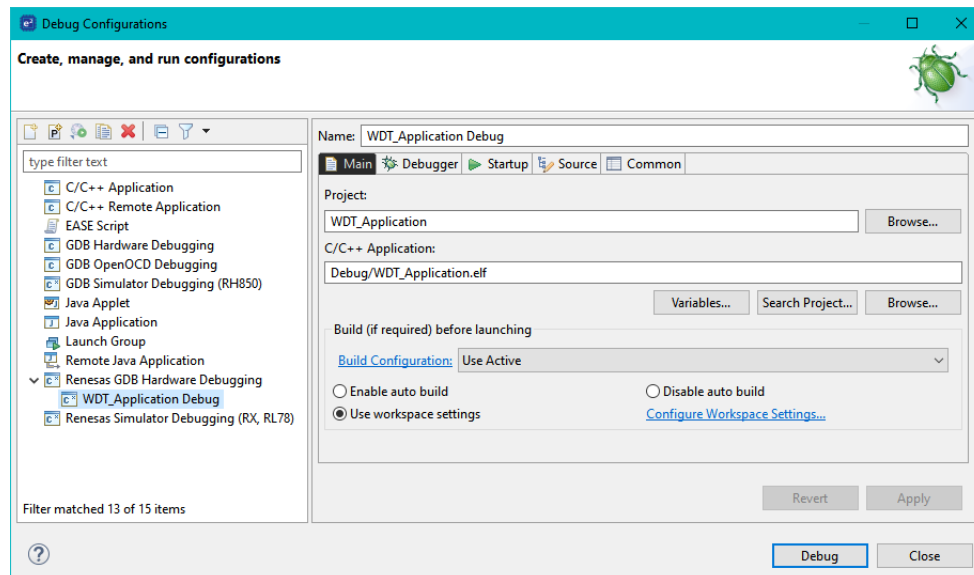 e² Debug Configurations
Create, manage, and run configurations
type filter text
C/C++ Application
C/C++ Remote Application
EASE Script
GDB Hardware Debugging
GDB OpenOCD Debugging
GDB Simulator Debugging (RH850)
Java Applet
Java Application
Launch Group
Remote Java Application
Renesas GDB Hardware Debugging
WDT_Application Debug
Renesas Simulator Debugging (RX, RL78)
Filter matched 13 of 15 items
Name: WDT_Application Debug
Main Debugger Startup Source Common
Project:
WDT_Application Browse...
C/C++ Application:
Debug/WDT_Application.elf
Variables... Search Project... Browse...
Build (if required) before launching
Build Configuration: Use Active
Enable auto build Disable auto build
Use workspace settings Configure Workspace Settings...
Revert Apply
? Debug Close